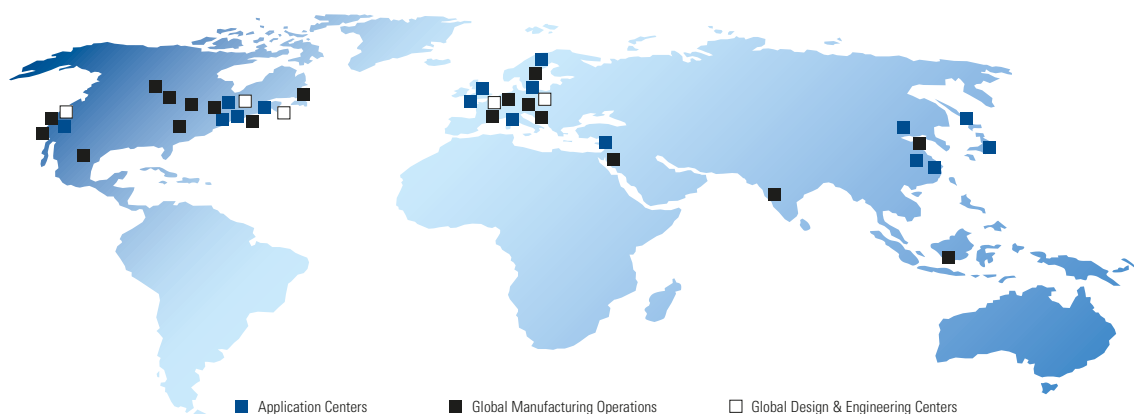 Application Centers
Global Manufacturing Operations
Global Design & Engineering Centers